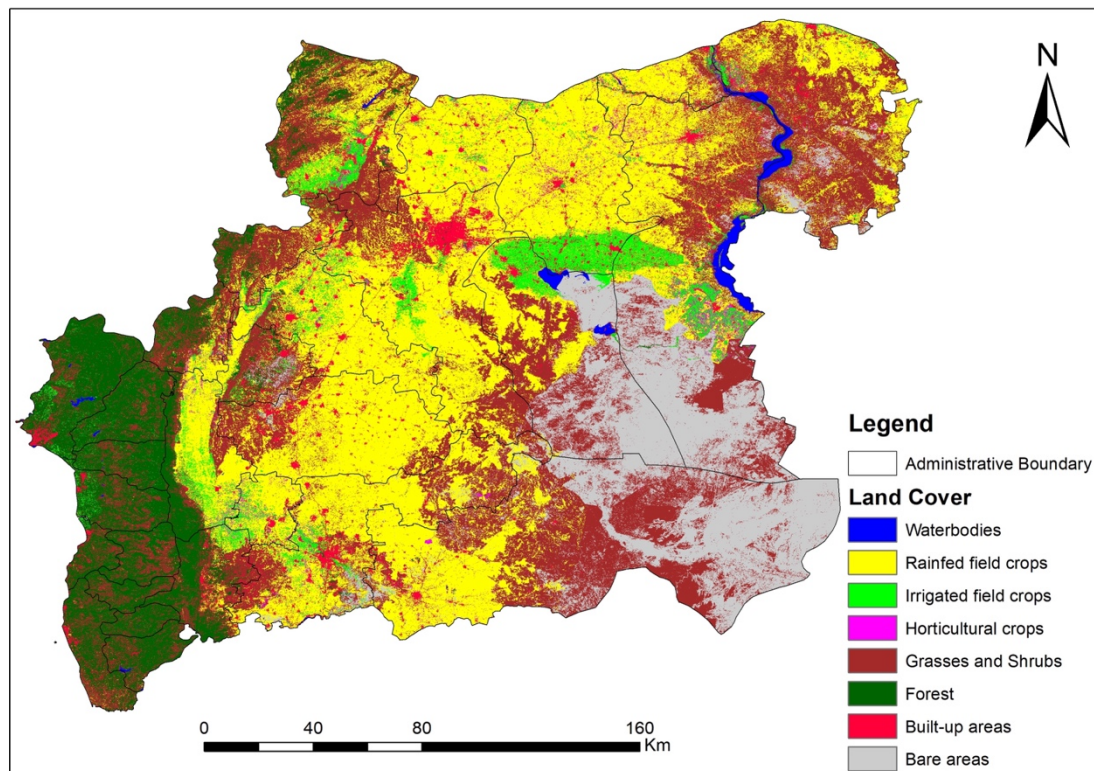 N
Legend
Administrative Boundary
Land Cover
Waterbodies
Rainfed field crops
Irrigated field crops
Horticultural crops
Grasses and Shrubs
Forest
Built-up areas
Bare areas
0 40 80 160
Km